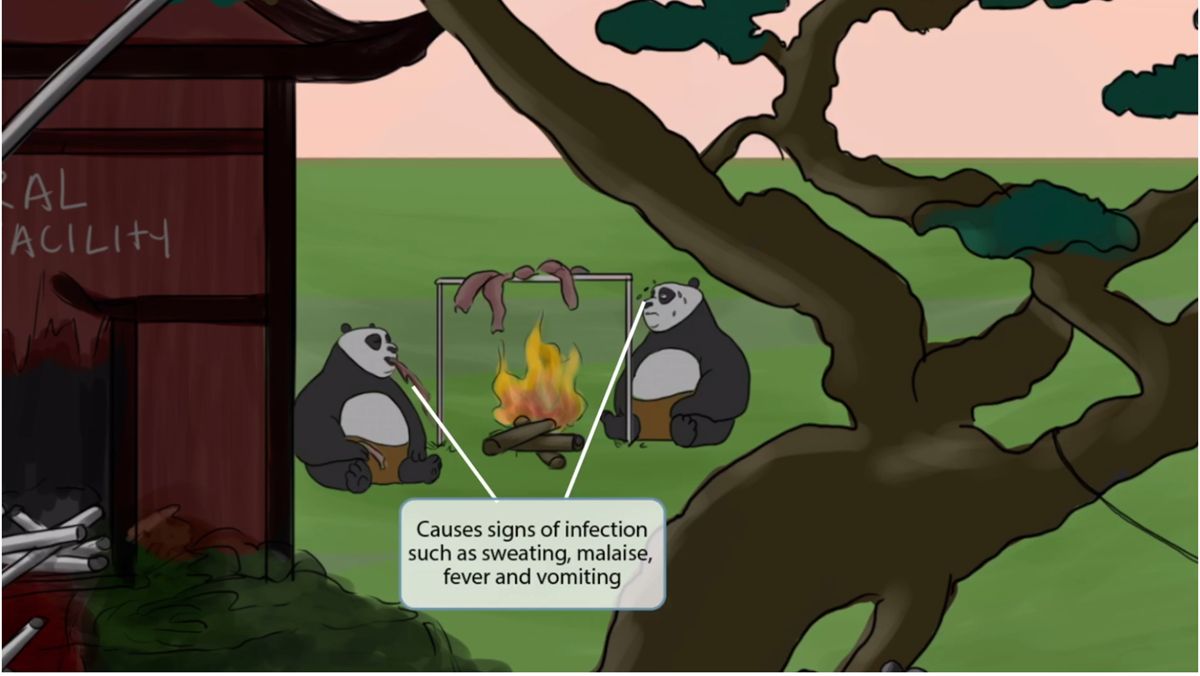 RAL
ACILITY
Causes signs of infection
such as sweating, malaise,
fever and vomiting